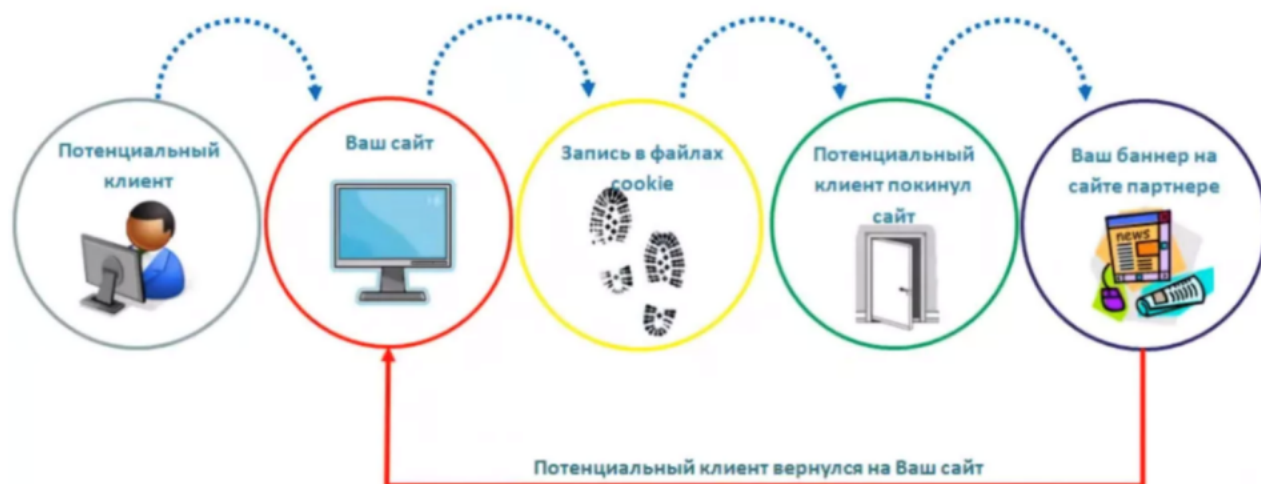 Потенциальный
клиент
Ваш сайт
Запись в файлах
cookie
Потенциальный
клиент покинул
сайт
Ваш баннер на
сайте партнере
news
Потенциальный клиент вернулся на Ваш сайт